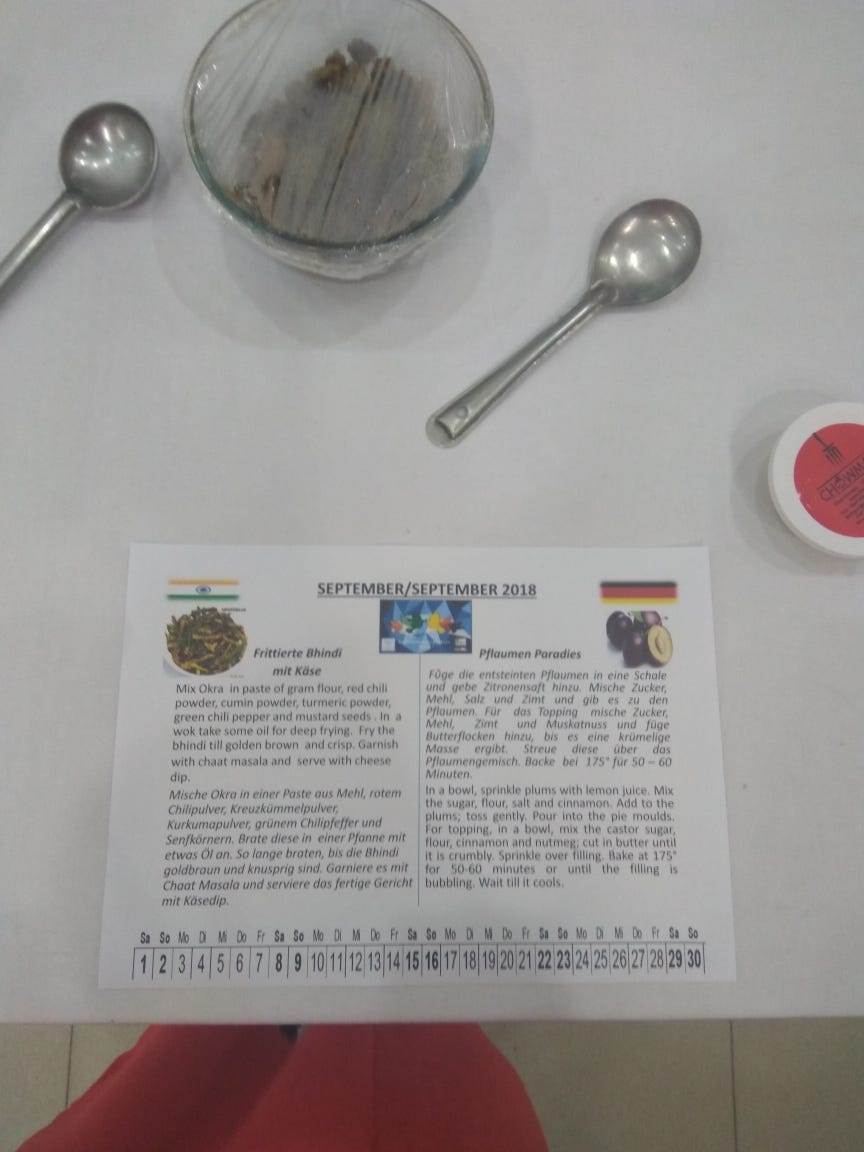 CHOWMA
SEPTEMBER/SEPTEMBER 2018
Frittierte Bhindi
mit Käse
Mix Okra in paste of gram flour, red chili
powder, cumin powder, turmeric powder,
green chili pepper and mustard seeds . In a
wok take some oil for deep frying. Fry the
bhindi till golden brown and crisp. Garnish
with chaat masala and serve with cheese
dip.
Mische Okra in einer Paste aus Mehl, rotem
Chilipulver, Kreuzkümmelpulver,
Kurkumapulver, grünem Chilipfeffer und
Senfkörnern. Brate diese in einer Pfanne mit
etwas Öl an. So lange braten, bis die Bhindi
goldbraun und knusprig sind. Garniere es mit
Chaat Masala und serviere das fertige Gericht
mit Käsedip.
Pflaumen Paradies
Füge die entsteinten Pflaumen in eine Schale
und gebe Zitronensaft hinzu. Mische Zucker,
Mehl, Salz und Zimt und gib es zu den
Pflaumen. Für das Topping mische Zucker,
Mehl, Zimt und Muskatnuss und füge
Butterflocken hinzu, bis es eine krümelige
Masse ergibt. Streue diese über das
Pflaumengemisch. Backe bei 175° für 50 – 60
Minuten.
In a bowl, sprinkle plums with lemon juice. Mix
the sugar, flour, salt and cinnamon. Add to the
plums; toss gently. Pour into the pie moulds.
For topping, in a bowl, mix the castor sugar,
flour, cinnamon and nutmeg; cut in butter until
it is crumbly. Sprinkle over filling. Bake at 175°
for 50-60 minutes or until the filling is
bubbling. Wait till it cools.
Sa So Mo Di Mi Do Fr Sa So Mo Di Mi Do Fr Sa So Mo Di Mi Do Fr Sa So Mo Di Mi Do Fr Sa So
1 2 3 4 5 6 7 8 9 10 11 12 13 14 15 16 17 18 19 20 21 22 23 24 25 26 27 28 29 30